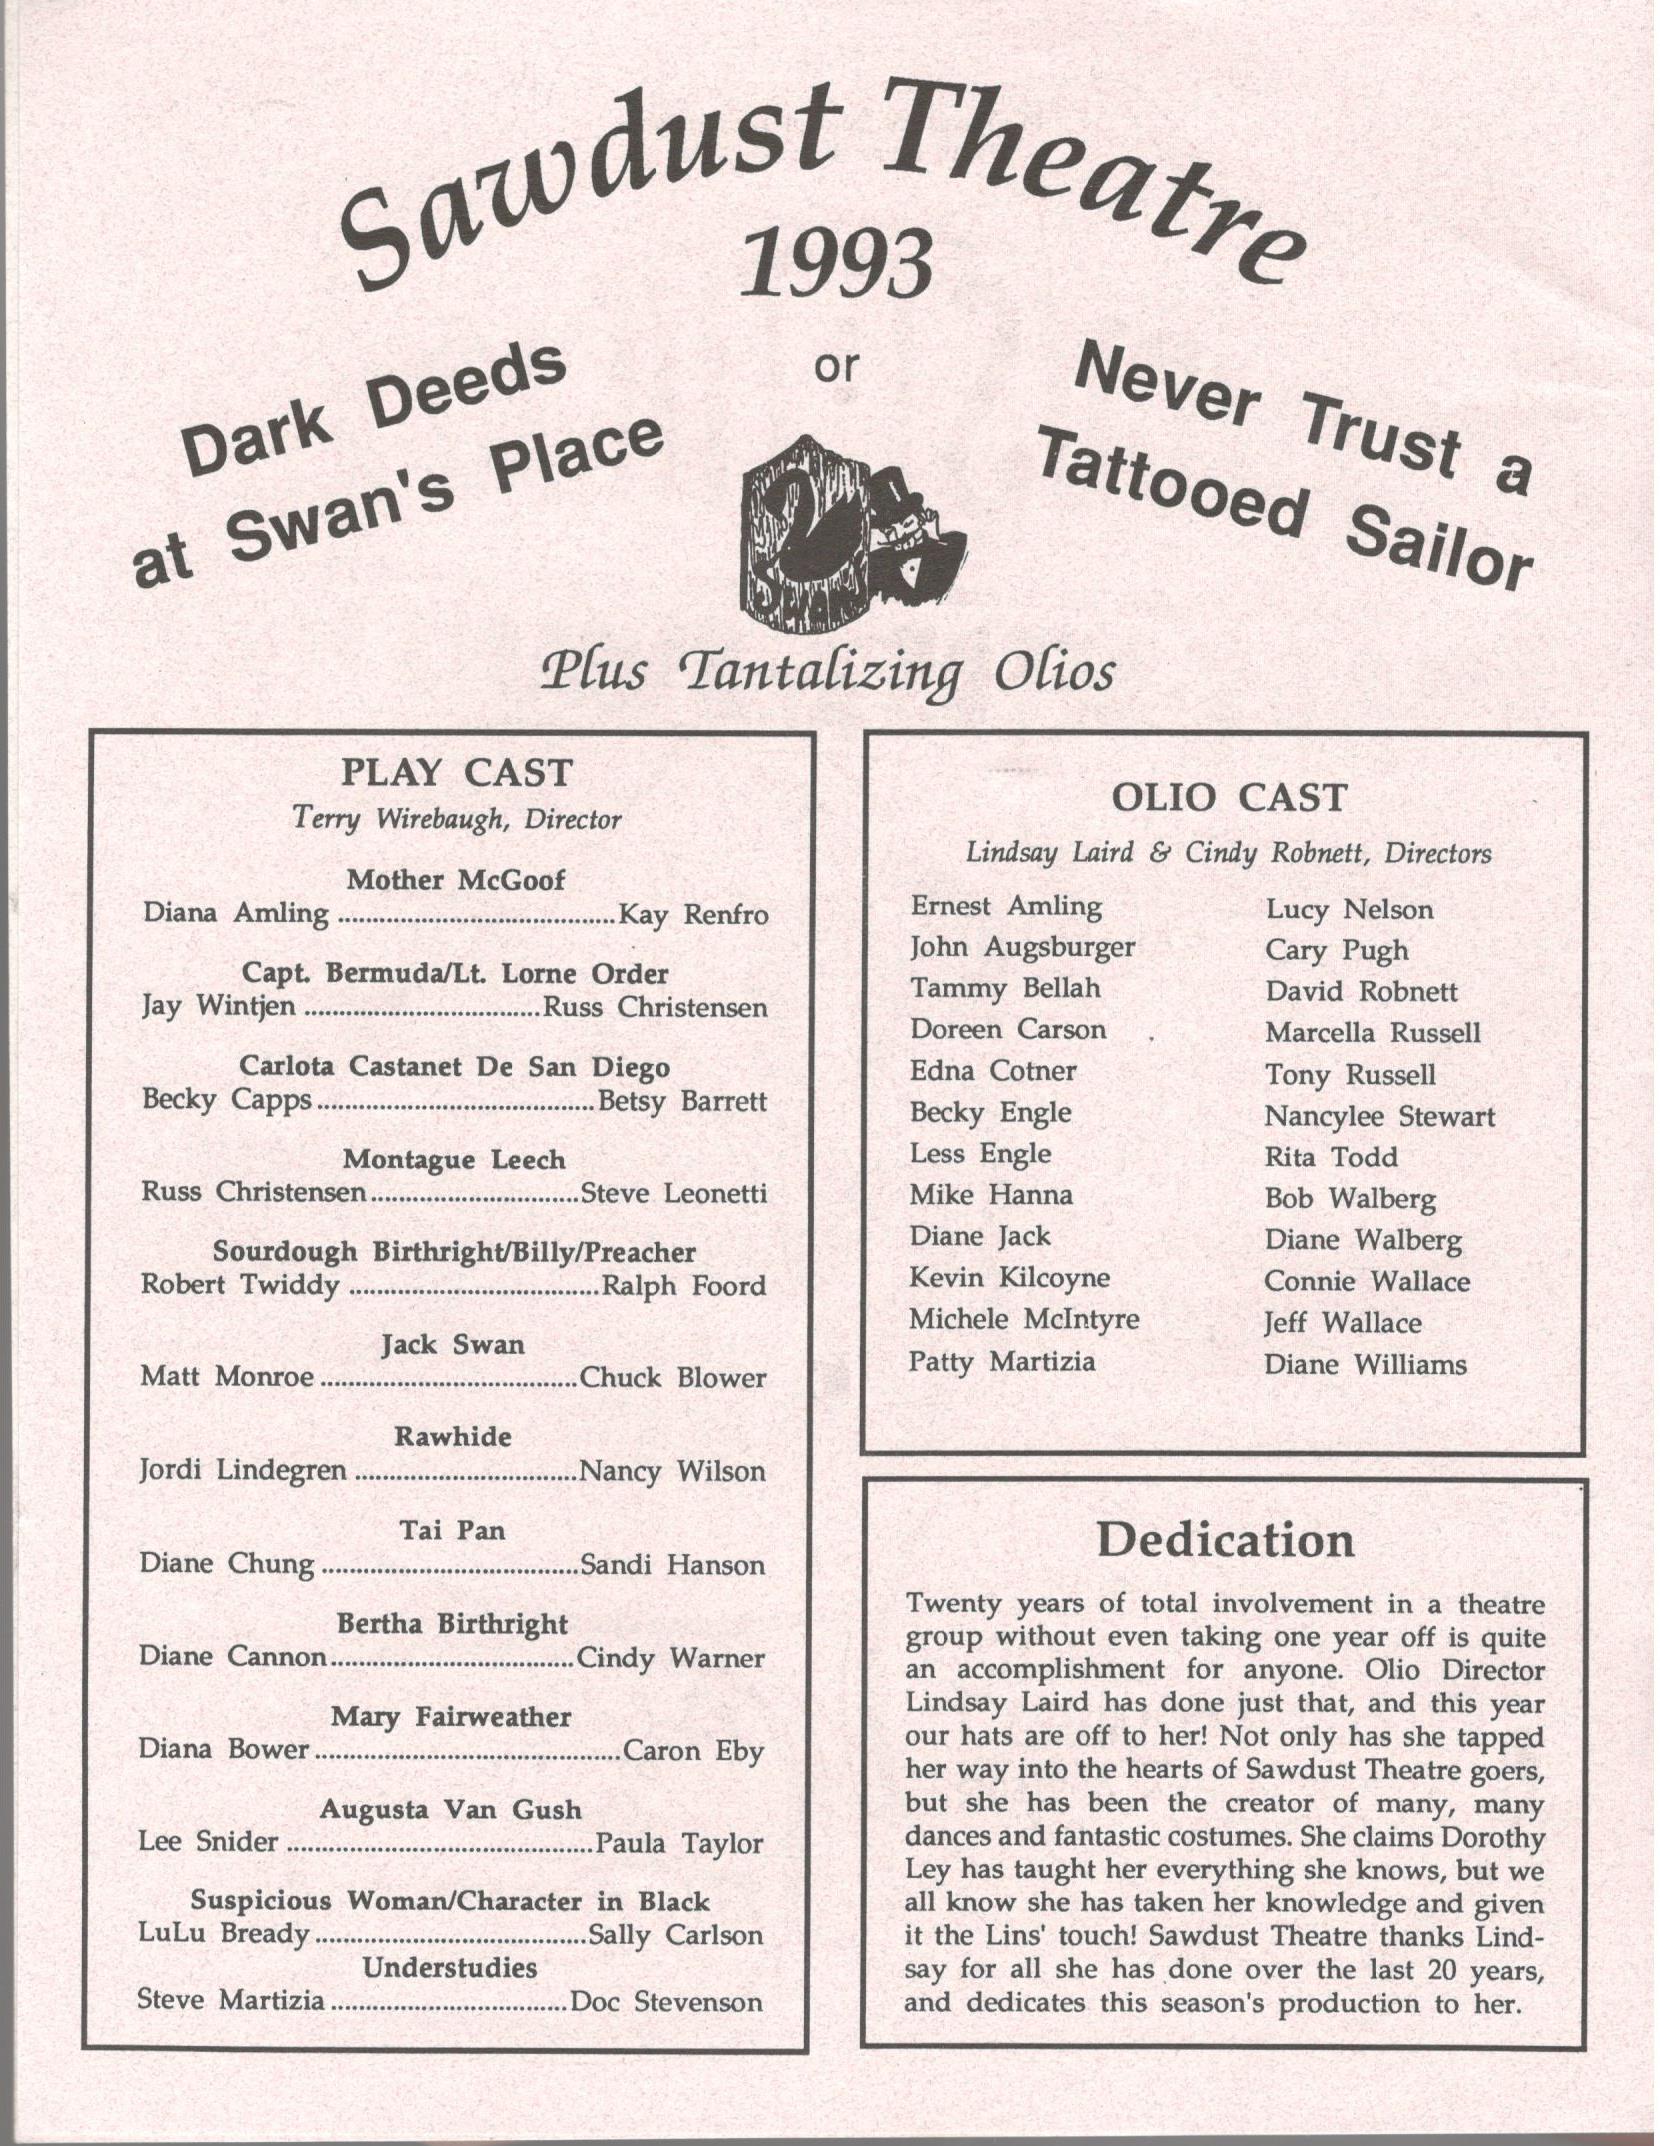 Sawdust Theatre
1993
Dark Deeds
at Swan's Place
or
Never Trust a
Tattooed Sailor
Swans
Plus Tantalizing Olios
PLAY CAST
Terry Wirebaugh, Director
Mother McGoof
Diana Amling ........................................Kay Renfro
Capt. Bermuda/Lt. Lorne Order
Jay Wintjen ..................................Russ Christensen
Carlota Castanet De San Diego
Becky Capps........................................Betsy Barrett
Montague Leech
Russ Christensen..............................Steve Leonetti
Sourdough Birthright/Billy/Preacher
Robert Twiddy ....................................Ralph Foord
Jack Swan
Matt Monroe .....................................Chuck Blower
Rawhide
Jordi Lindegren ................................Nancy Wilson
Tai Pan
Diane Chung .....................................Sandi Hanson
Bertha Birthright
Diane Cannon...................................Cindy Warner
Mary Fairweather
Diana Bower............................................Caron Eby
Augusta Van Gush
Lee Snider ............................................Paula Taylor
Suspicious Woman/Character in Black
LuLu Bready.......................................Sally Carlson
Understudies
Steve Martizia ..................................Doc Stevenson
OLIO CAST
Lindsay Laird & Cindy Robnett, Directors
Ernest Amling
John Augsburger
Tammy Bellah
Doreen Carson
Edna Cotner
Becky Engle
Less Engle
Mike Hanna
Diane Jack
Kevin Kilcoyne
Michele McIntyre
Patty Martizia
Lucy Nelson
Cary Pugh
David Robnett
Marcella Russell
Tony Russell
Nancylee Stewart
Rita Todd
Bob Walberg
Diane Walberg
Connie Wallace
Jeff Wallace
Diane Williams
Dedication
Twenty years of total involvement in a theatre
group without even taking one year off is quite
an accomplishment for anyone. Olio Director
Lindsay Laird has done just that, and this year
our hats are off to her! Not only has she tapped
her way into the hearts of Sawdust Theatre goers,
but she has been the creator of many, many
dances and fantastic costumes. She claims Dorothy
Ley has taught her everything she knows, but we
all know she has taken her knowledge and given
it the Lins' touch! Sawdust Theatre thanks Lind-
say for all she has done over the last 20 years,
and dedicates this season's production to her.